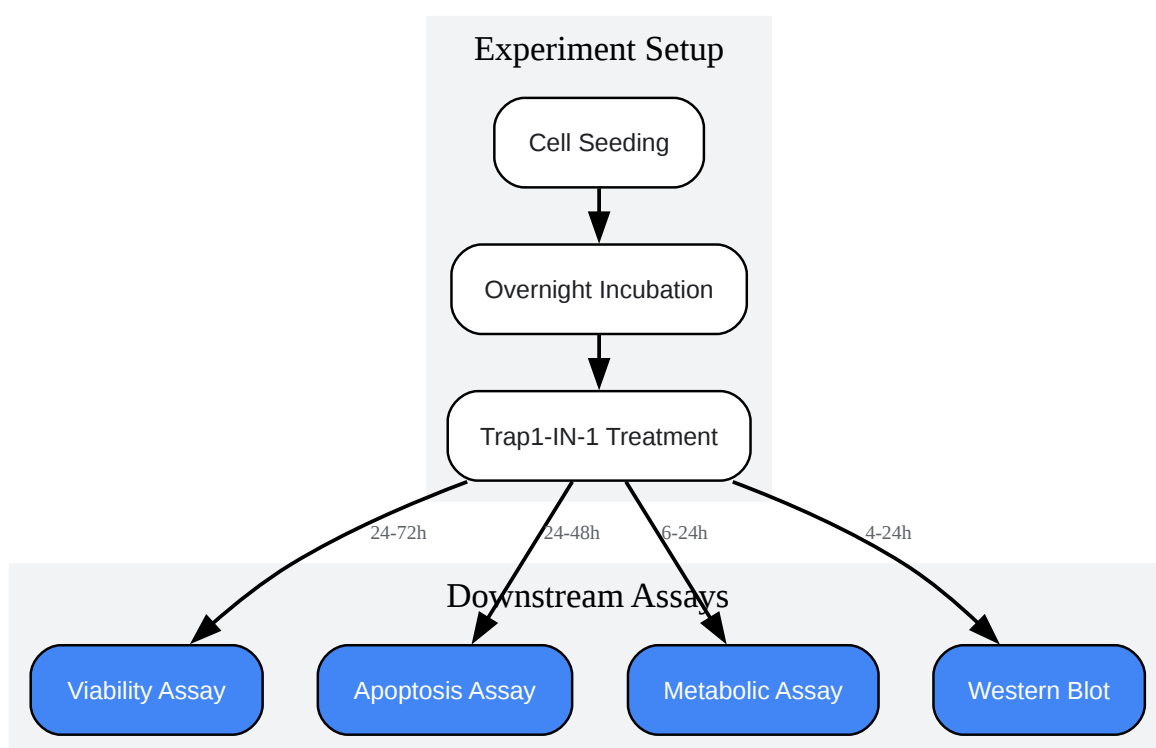 Experiment Setup
Cell Seeding
Overnight Incubation
Trap1-IN-1 Treatment
24-72h
24-48h
6-24h
4-24h
Downstream Assays
Viability Assay
Apoptosis Assay
Metabolic Assay
Western Blot